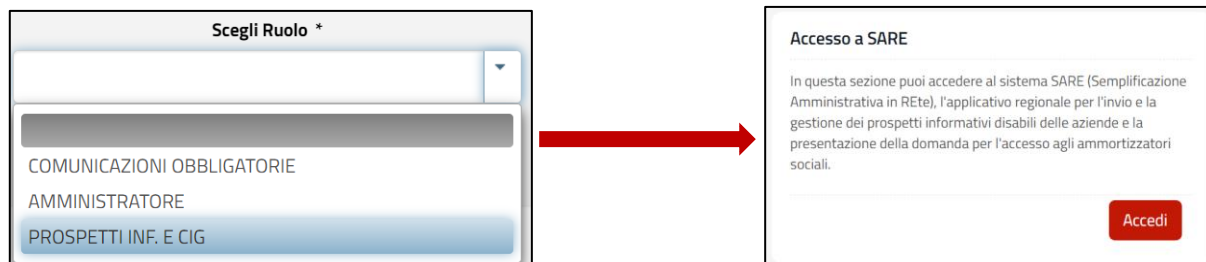 Scegli Ruolo *
COMUNICAZIONI OBBLIGATORIE
AMMINISTRATORE
PROSPETTI INF. E CIG
Accesso a SARE
In questa sezione puoi accedere al sistema SARE (Semplificazione
Amministrativa in REte), l'applicativo regionale per l'invio e la
gestione dei prospetti informativi disabili delle aziende e la
presentazione della domanda per l'accesso agli ammortizzatori
sociali.
Accedi